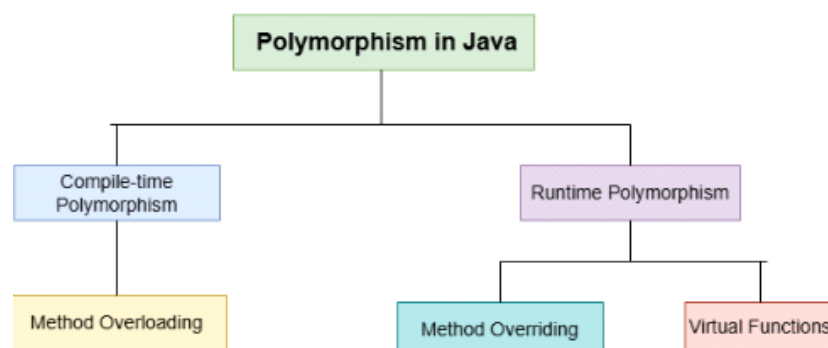 Polymorphism in Java
Compile-time
Polymorphism
Runtime Polymorphism
Method Overloading
Method Overriding
Virtual Functions